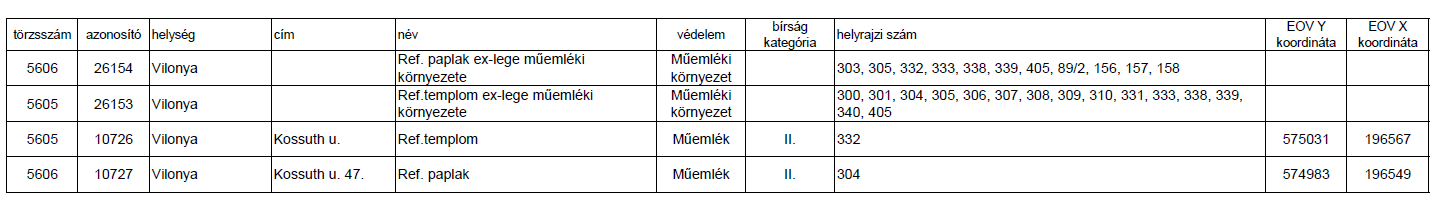 törzsszám azonosító helység cím név védelem bírság kategória helyrajzi szám EOV Y koordináta EOV X koordináta
5606 26154 Vilonya Ref. paplak ex-lege műemléki környezete Műemléki környezet 303, 305, 332, 333, 338, 339, 405, 89/2, 156, 157, 158
5605 26153 Vilonya Ref.templom ex-lege műemléki környezete Műemléki környezet 300, 301, 304, 305, 306, 307, 308, 309, 310, 331, 333, 338, 339, 340, 405
5605 10726 Vilonya Kossuth u. Ref.templom Műemlék II. 332 575031 196567
5606 10727 Vilonya Kossuth u. 47. Ref. paplak Műemlék II. 304 574983 196549